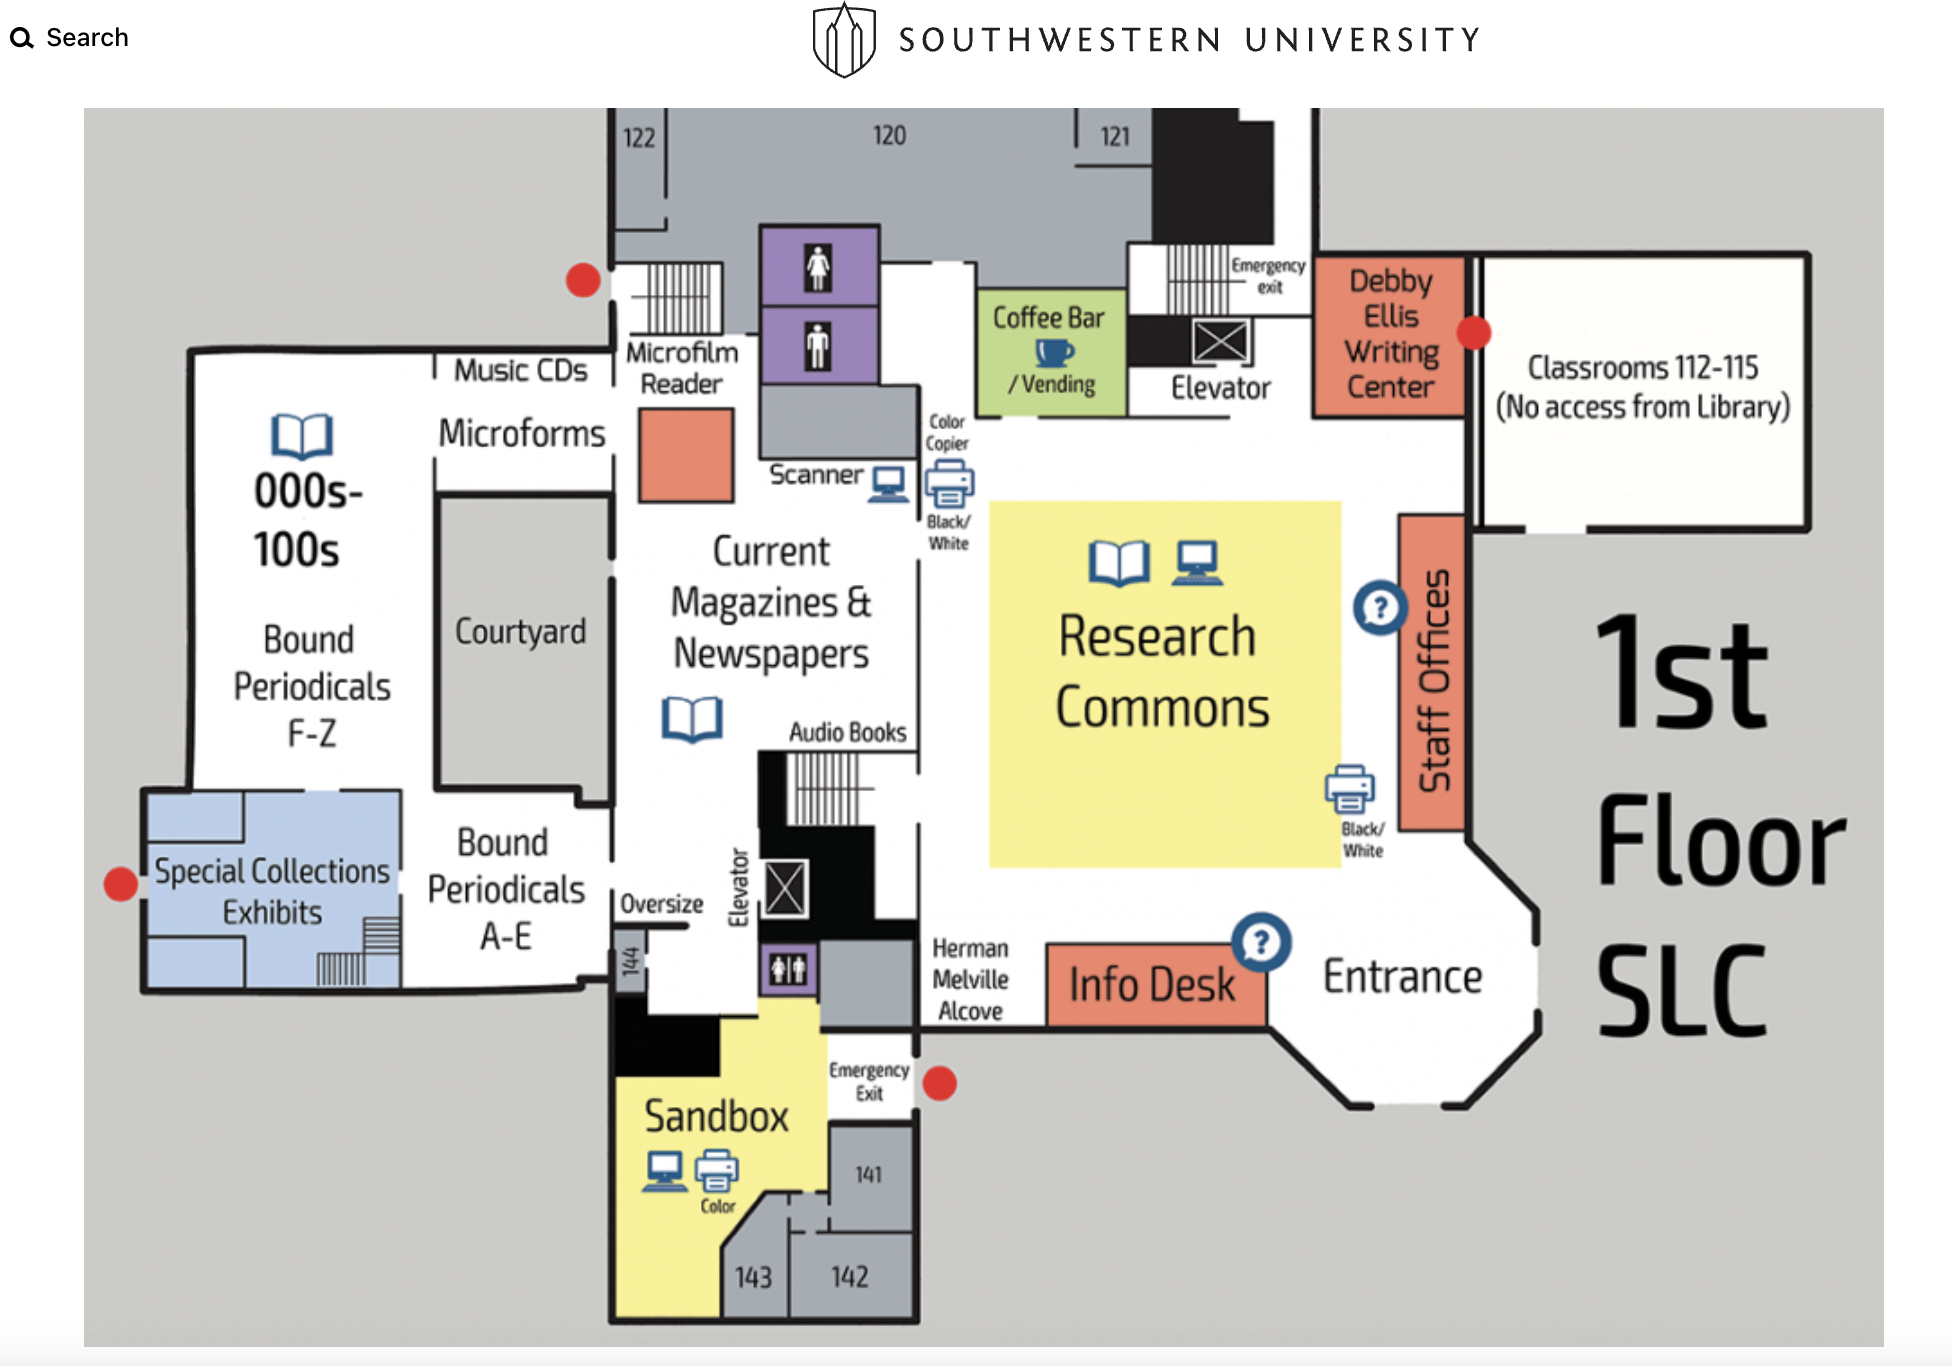 Search
SOUTHWESTERN UNIVERSITY
122
120
121
Emergency
exit
Debby
Ellis
Writing
Center
Classrooms 112-115
(No access from Library)
Coffee Bar
/ Vending
Elevator
Microfilm
Reader
Music CDs
Microforms
000s-
100s
Color
Copier
Scanner
Black/
White
Current
Magazines &
Newspapers
Research
Commons
?
Staff Offices
1st
Floor
SLC
Courtyard
Bound
Periodicals
F-Z
Audio Books
Black/
White
Special Collections
Exhibits
Bound
Periodicals
A-E
Oversize
Elevator
144
Herman
Melville
Alcove
Info Desk
?
Entrance
Emergency
Exit
Sandbox
Color
141
143
142